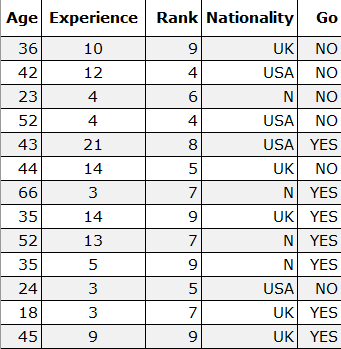 Age Experience Rank Nationality Go
36 10 9 UK NO
42 12 4 USA NO
23 4 6 N NO
52 4 4 USA NO
43 21 8 USA YES
44 14 5 UK NO
66 3 7 N YES
35 14 9 UK YES
52 13 7 N YES
35 5 9 N YES
24 3 5 USA NO
18 3 7 UK YES
45 9 9 UK YES